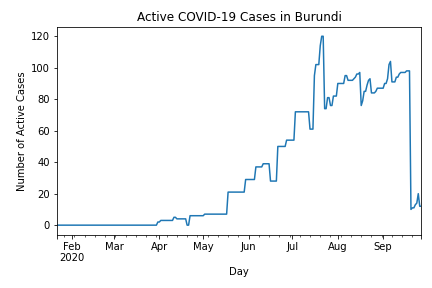 Active COVID-19 Cases in Burundi
Number of Active Cases
120
100
80
60
40
20
0
Feb Mar Apr May Jun Jul Aug Sep
2020
Day